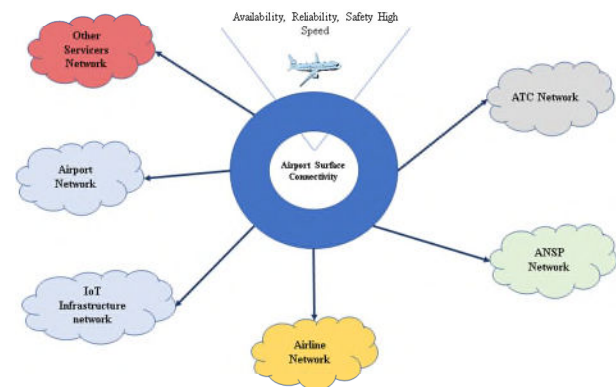 Availability, Reliability, Safety High
Speed
Other
Servicers
Network
ATC Network
Airport
Network
Airport Surface
Connectivity
ANSP
Network
IoT
Infrastructure
network
Airline
Network